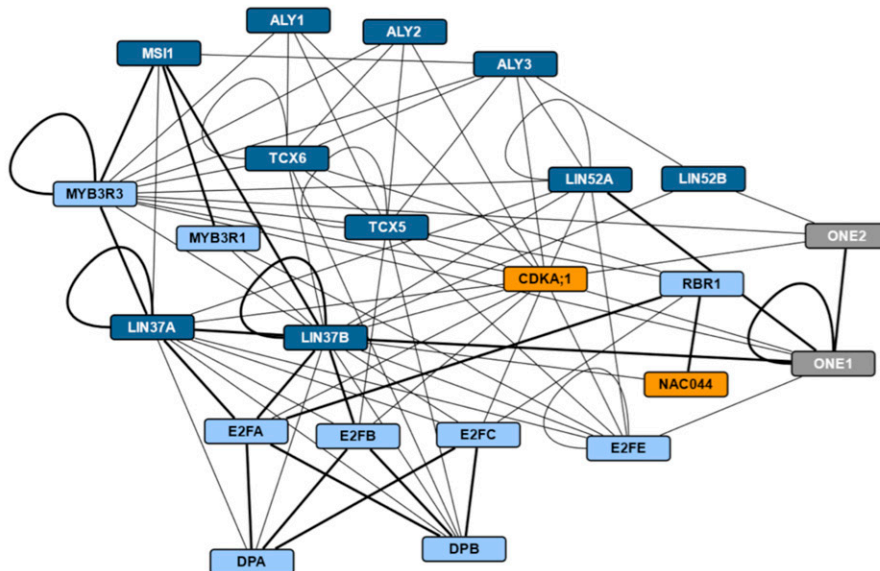 ALY1
ALY2
MSI1
ALY3
TCX6
LIN52A
LIN52B
MYB3R3
TCX5
MYB3R1
ONE2
CDKA;1
RBR1
LIN37A
LIN37B
ONE1
NAC044
E2FA
E2FB
E2FC
E2FE
DPA
DPB